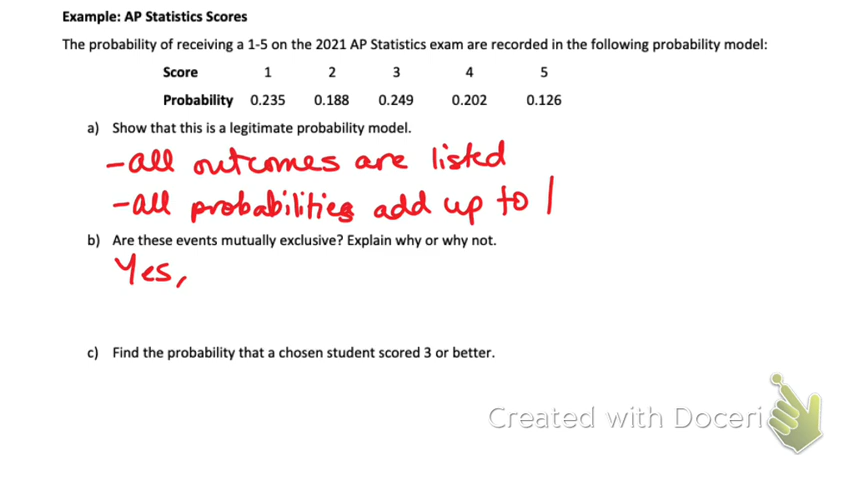 Example: AP Statistics Scores
The probability of receiving a 1-5 on the 2021 AP Statistics exam are recorded in the following probability model:
Score 1 2 3 4 5
Probability 0.235 0.188 0.249 0.202 0.126
a) Show that this is a legitimate probability model.
-all outcomes are listed
-all probabilities add up to 1
b) Are these events mutually exclusive? Explain why or why not.
Yes,
c) Find the probability that a chosen student scored 3 or better.
Created with Doceri